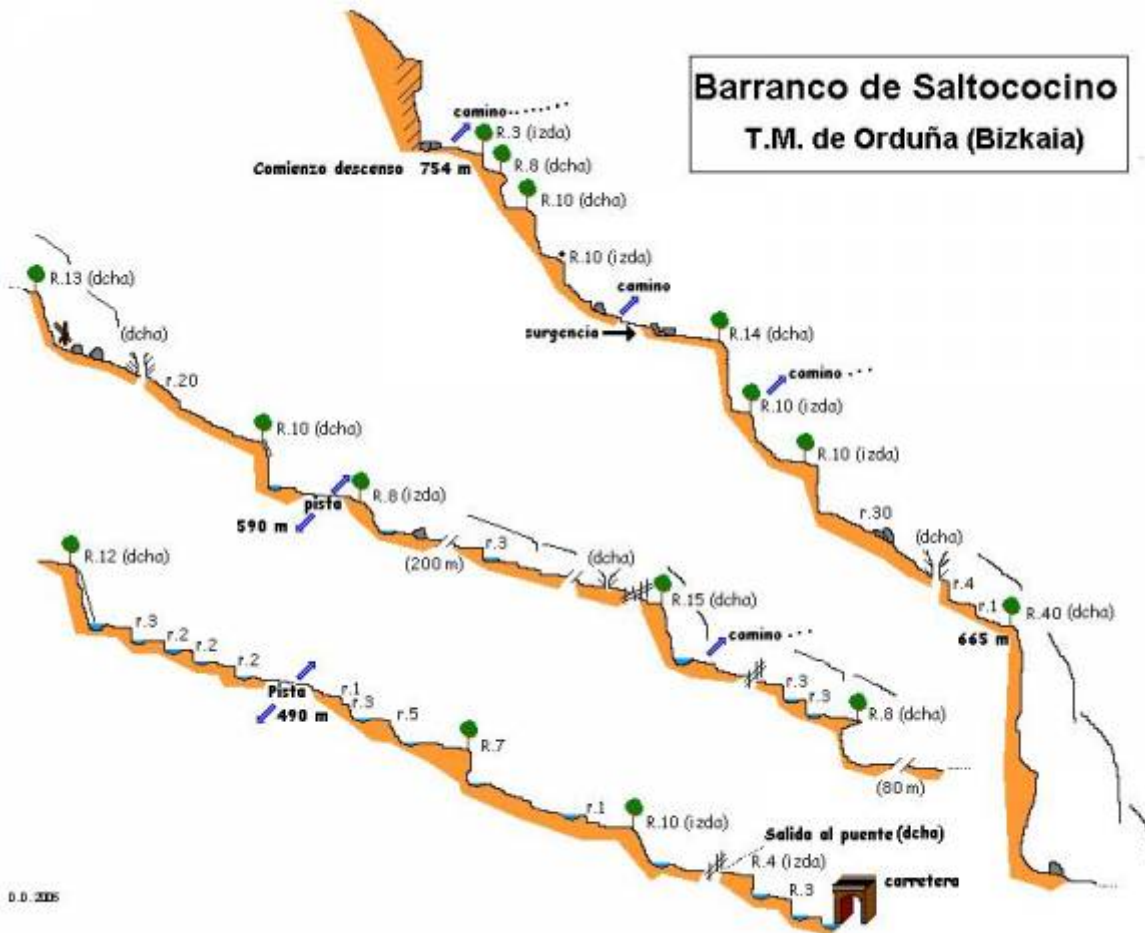 Barranco de Saltococino
T.M. de Orduña (Bizkaia)
camino
R.3 (izda)
Comienzo descenso 754 m
R.8 (dcha)
R.10 (dcha)
R.10 (izda)
camino
surgencia
R.14 (dcha)
camino
R.10 (izda)
R.10 (izda)
r.30
(dcha)
r.4
r.1
R.40 (dcha)
665 m
R.13 (dcha)
(dcha)
r.20
R.10 (dcha)
pista
590 m
R.8 (izda)
(200 m)
r.3
(dcha)
R.15 (dcha)
camino
r.3
r.3
R.8 (dcha)
(80 m)
R.12 (dcha)
r.3
r.2
r.2
r.2
Pista
490 m
r.1
r.3
r.5
R.7
r.1
R.10 (izda)
Salida al puente (dcha)
R.4 (izda)
R.3
carretera
D.D. 2005